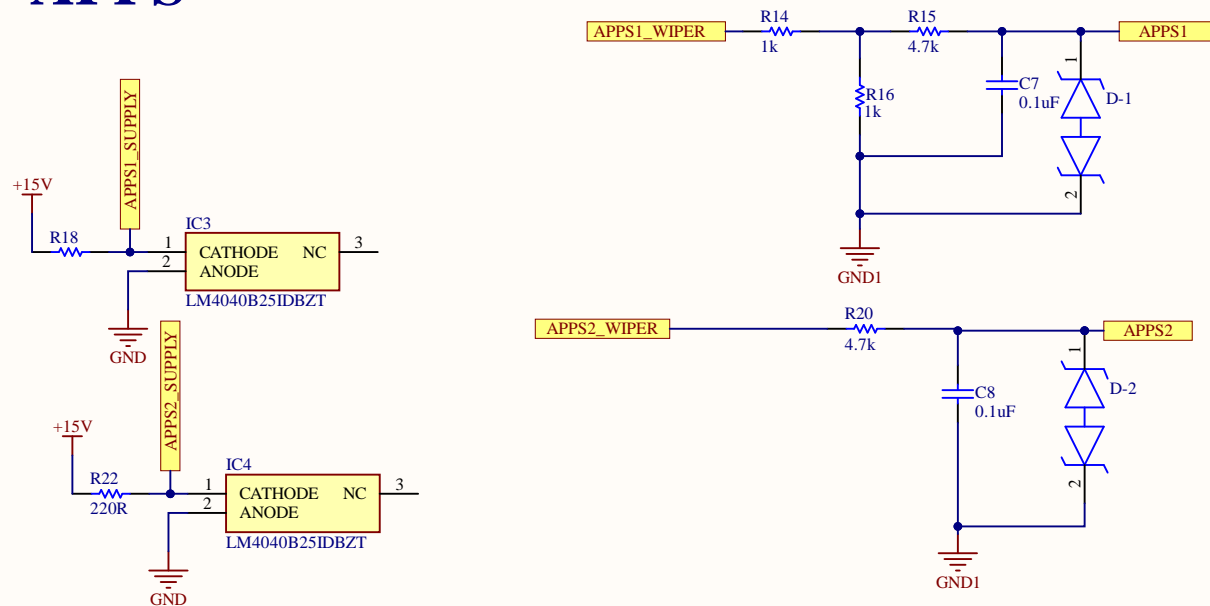 APPS
APPS1_SUPPLY
+15V
R18
IC3
1
2
CATHODE
NC
3
ANODE
LM4040B25IDBZT
GND
APPS2_SUPPLY
+15V
R22
220R
IC4
1
2
CATHODE
NC
3
ANODE
LM4040B25IDBZT
GND
APPS1_WIPER
R14
1k
R15
4.7k
APPS1
R16
1k
C7
0.1uF
1
D-1
2
GND1
APPS2_WIPER
R20
4.7k
APPS2
C8
0.1uF
1
D-2
2
GND1